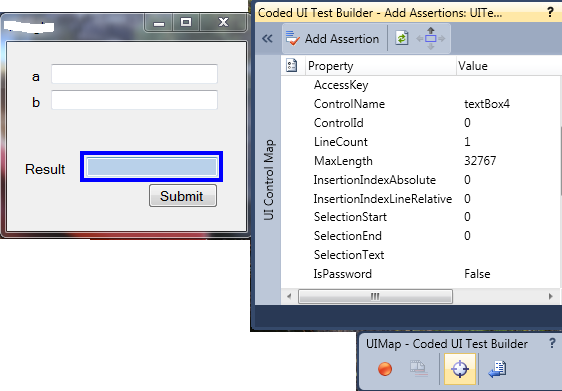 a
b
Result
Submit
Coded UI Test Builder - Add Assertions: UITe... ?
Add Assertion
UI Control Map
Property Value
AccessKey
ControlName textBox4
ControlId 0
LineCount 1
MaxLength 32767
InsertionIndexAbsolute 0
InsertionIndexLineRelative 0
SelectionStart 0
SelectionEnd 0
SelectionText
IsPassword False
UIMap - Coded UI Test Builder ?